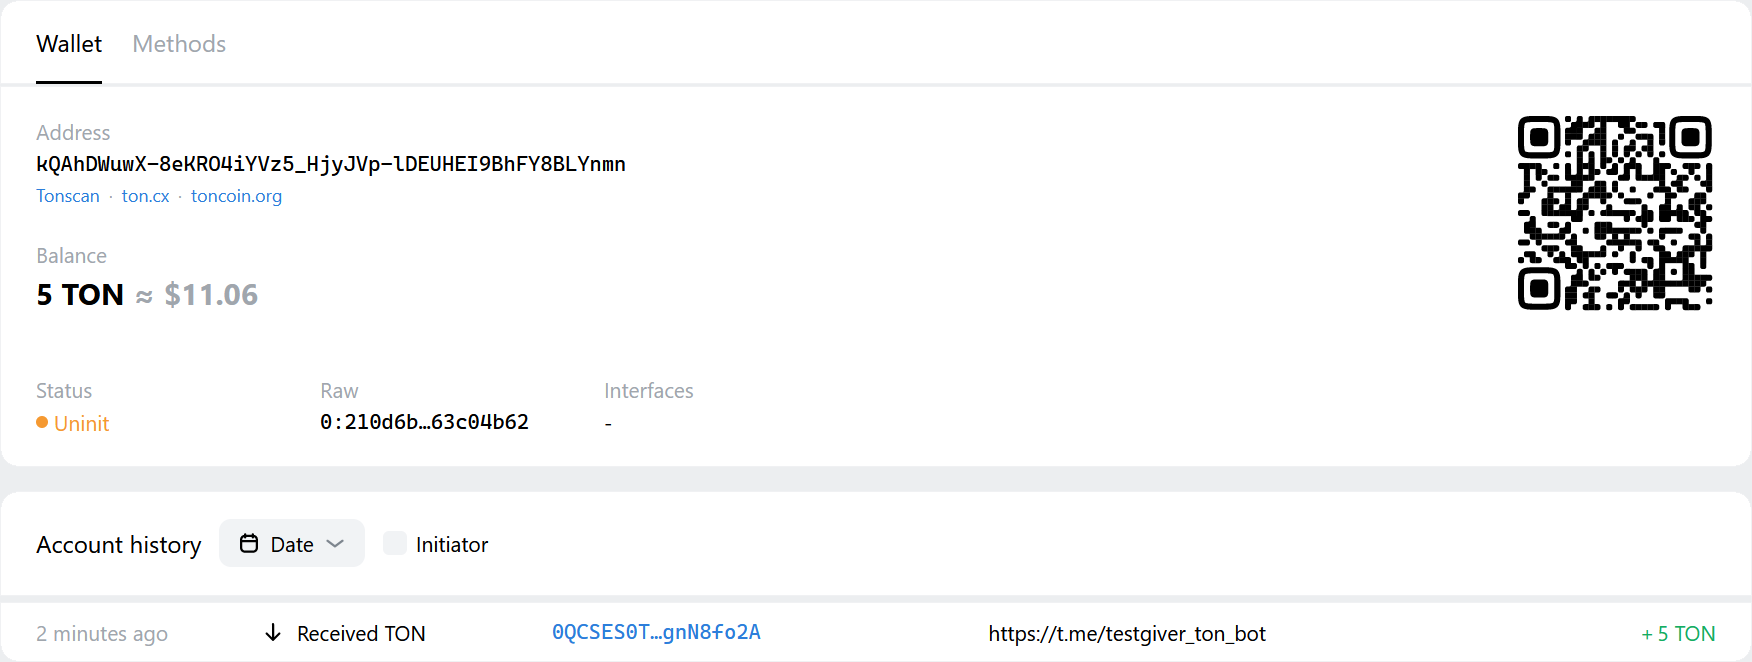 Wallet Methods
Address
kQAhDWuwX-8eKRO4iYVz5_HjyJVp-lDEUHEI9BhFY8BLYnmn
Tonscan · ton.cx · toncoin.org
Balance
5 TON ≈ $11.06
Status Raw Interfaces
Uninit 0:210d6b…63c04b62 -
Account history Date Initiator
2 minutes ago Received TON 0QCSES0T…gnN8fo2A https://t.me/testgiver_ton_bot + 5 TON